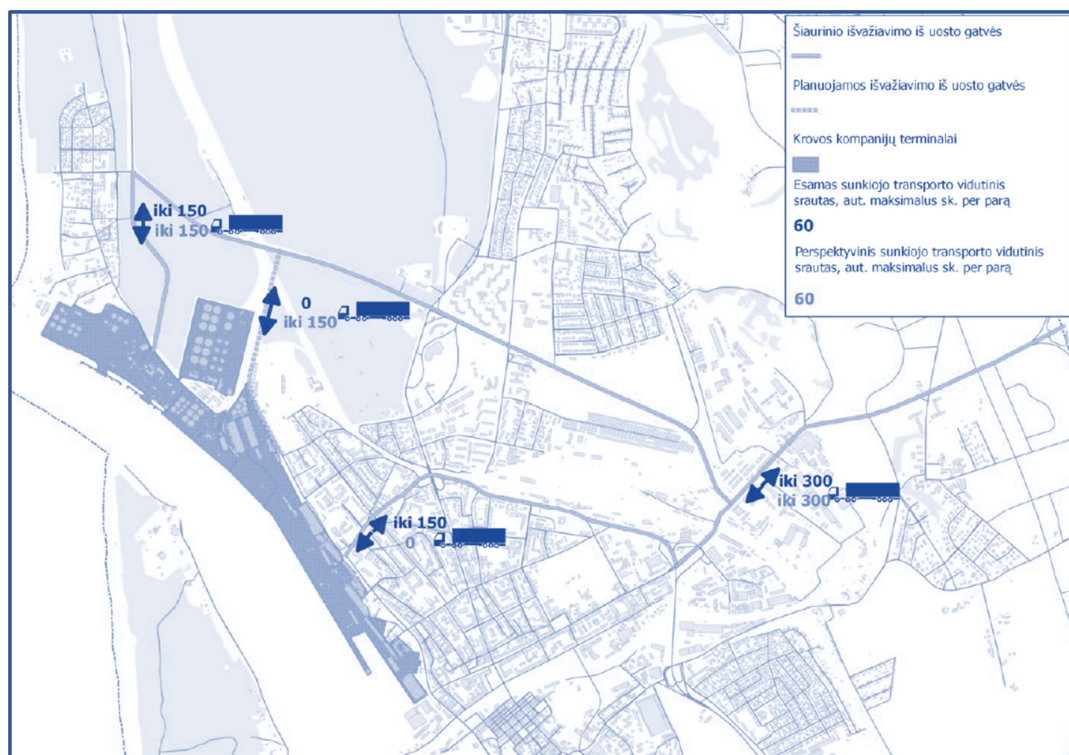 Šiaurinio išvažiavimo iš uosto gatvės
Planuojamos išvažiavimo iš uosto gatvės
Krovos kompanijų terminalai
Esamas sunkiojo transporto vidutinis
srautas, aut. maksimalus sk. per parą
60
Perspektyvinis sunkiojo transporto vidutinis
srautas, aut. maksimalus sk. per parą
60
iki 150
iki 150
0
iki 150
iki 300
iki 300
iki 150
0